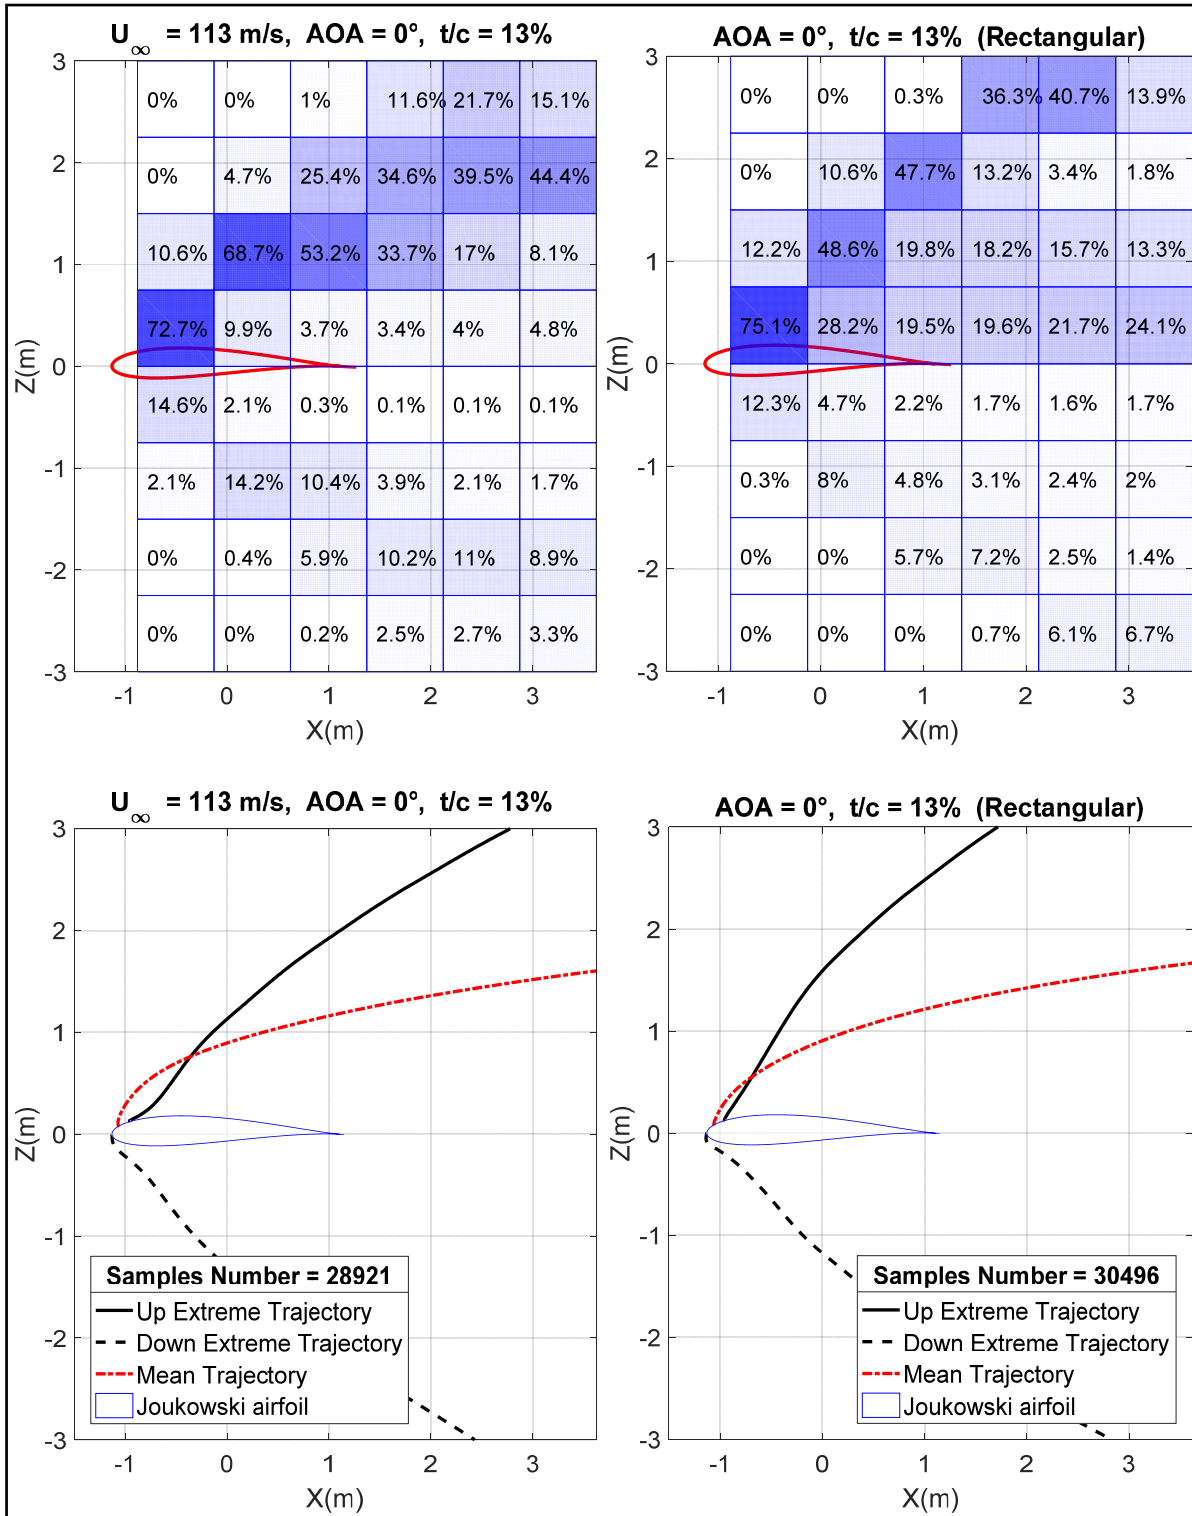 U∞ = 113 m/s, AOA = 0°, t/c = 13%
3
2
1
0
-1
-2
-3
Z(m)
0% 0% 1% 11.6% 21.7% 15.1%
0% 4.7% 25.4% 34.6% 39.5% 44.4%
10.6% 68.7% 53.2% 33.7% 17% 8.1%
72.7% 9.9% 3.7% 3.4% 4% 4.8%
14.6% 2.1% 0.3% 0.1% 0.1% 0.1%
2.1% 14.2% 10.4% 3.9% 2.1% 1.7%
0% 0.4% 5.9% 10.2% 11% 8.9%
0% 0% 0.2% 2.5% 2.7% 3.3%
-1 0 1 2 3
X(m)
AOA = 0°, t/c = 13% (Rectangular)
3
2
1
0
-1
-2
-3
Z(m)
0% 0% 0.3% 36.3% 40.7% 13.9%
0% 10.6% 47.7% 13.2% 3.4% 1.8%
12.2% 48.6% 19.8% 18.2% 15.7% 13.3%
75.1% 28.2% 19.5% 19.6% 21.7% 24.1%
12.3% 4.7% 2.2% 1.7% 1.6% 1.7%
0.3% 8% 4.8% 3.1% 2.4% 2%
0% 0% 5.7% 7.2% 2.5% 1.4%
0% 0% 0% 0.7% 6.1% 6.7%
-1 0 1 2 3
X(m)
U∞ = 113 m/s, AOA = 0°, t/c = 13%
3
2
1
0
-1
-2
-3
Z(m)
Samples Number = 28921
Up Extreme Trajectory
Down Extreme Trajectory
Mean Trajectory
Joukowski airfoil
-1 0 1 2 3
X(m)
AOA = 0°, t/c = 13% (Rectangular)
3
2
1
0
-1
-2
-3
Z(m)
Samples Number = 30496
Up Extreme Trajectory
Down Extreme Trajectory
Mean Trajectory
Joukowski airfoil
-1 0 1 2 3
X(m)